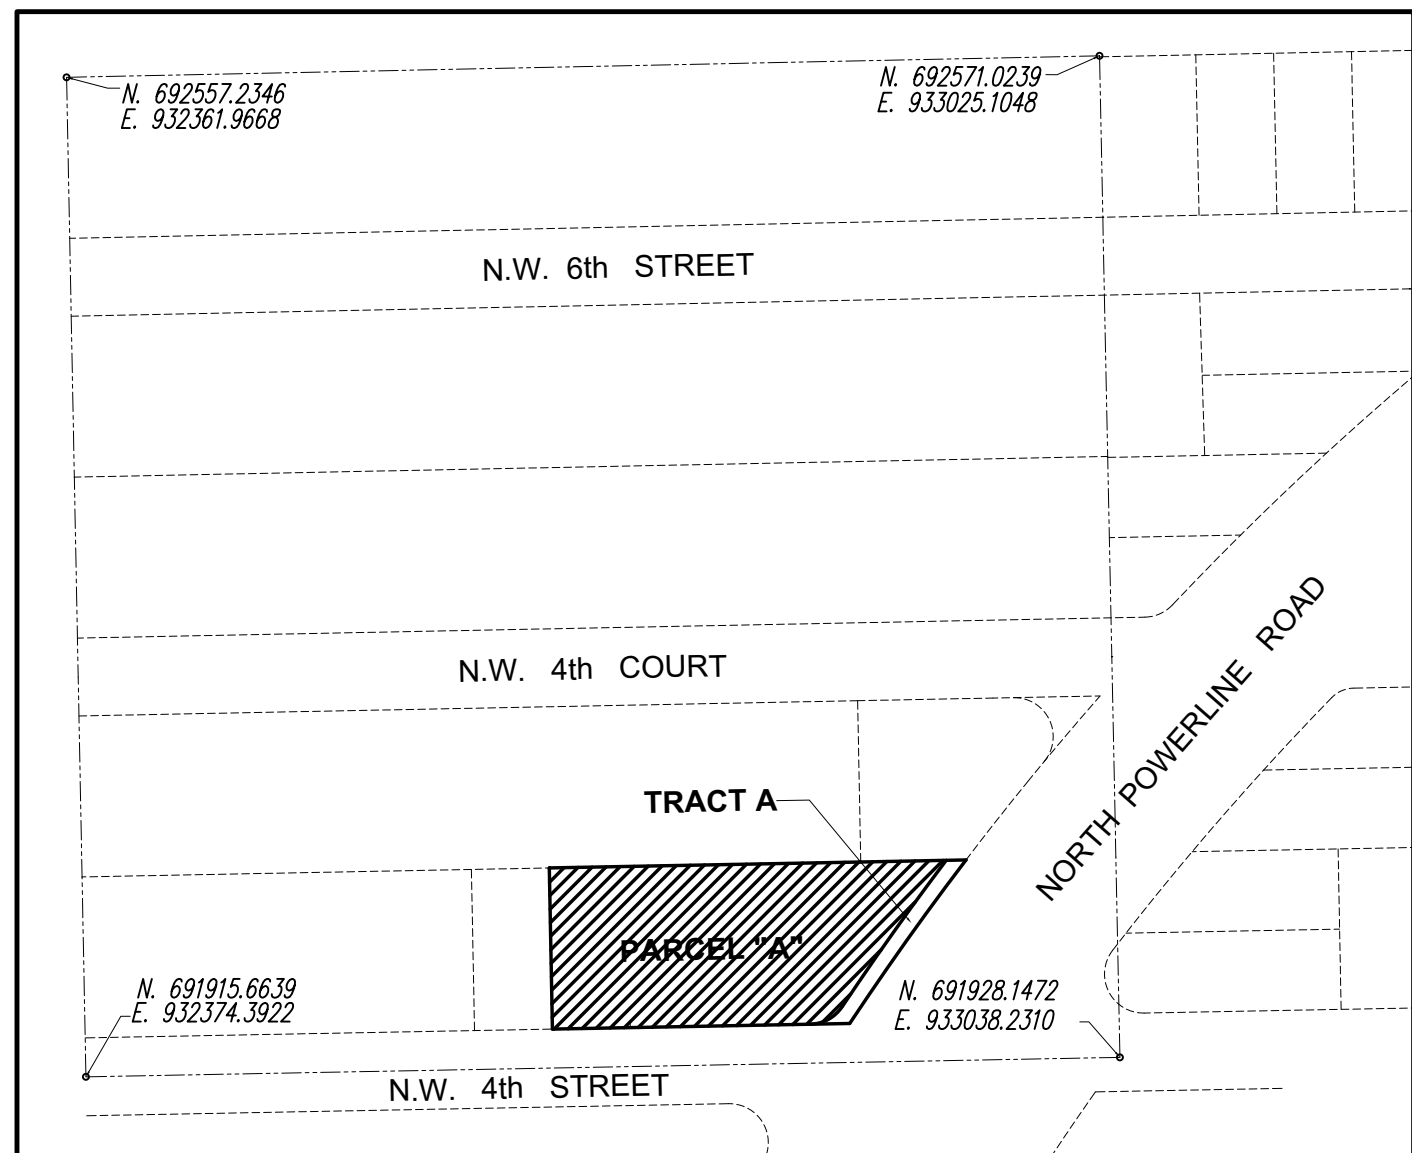 N. 692557.2346
E. 932361.9668
N. 692571.0239
E. 933025.1048
N.W. 6th STREET
N.W. 4th COURT
NORTH POWERLINE ROAD
TRACT A
PARCEL "A"
N. 691915.6639
E. 932374.3922
N. 691928.1472
E. 933038.2310
N.W. 4th STREET